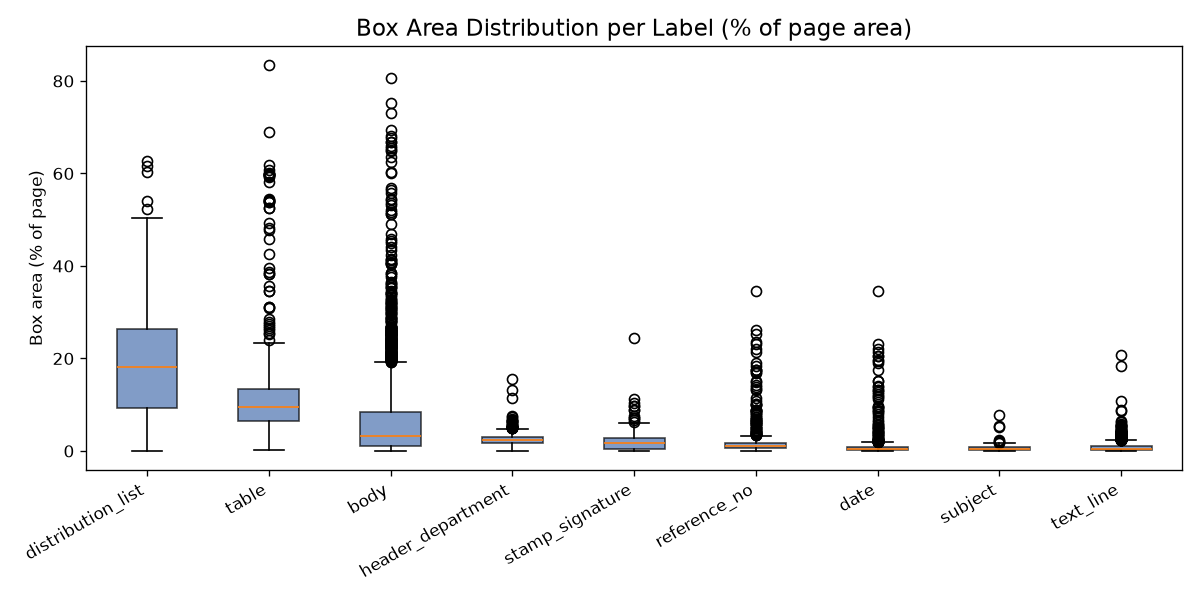 Box Area Distribution per Label (% of page area)
Box area (% of page)
80
60
40
20
0
distribution_list
table
body
header_department
stamp_signature
reference_no
date
subject
text_line